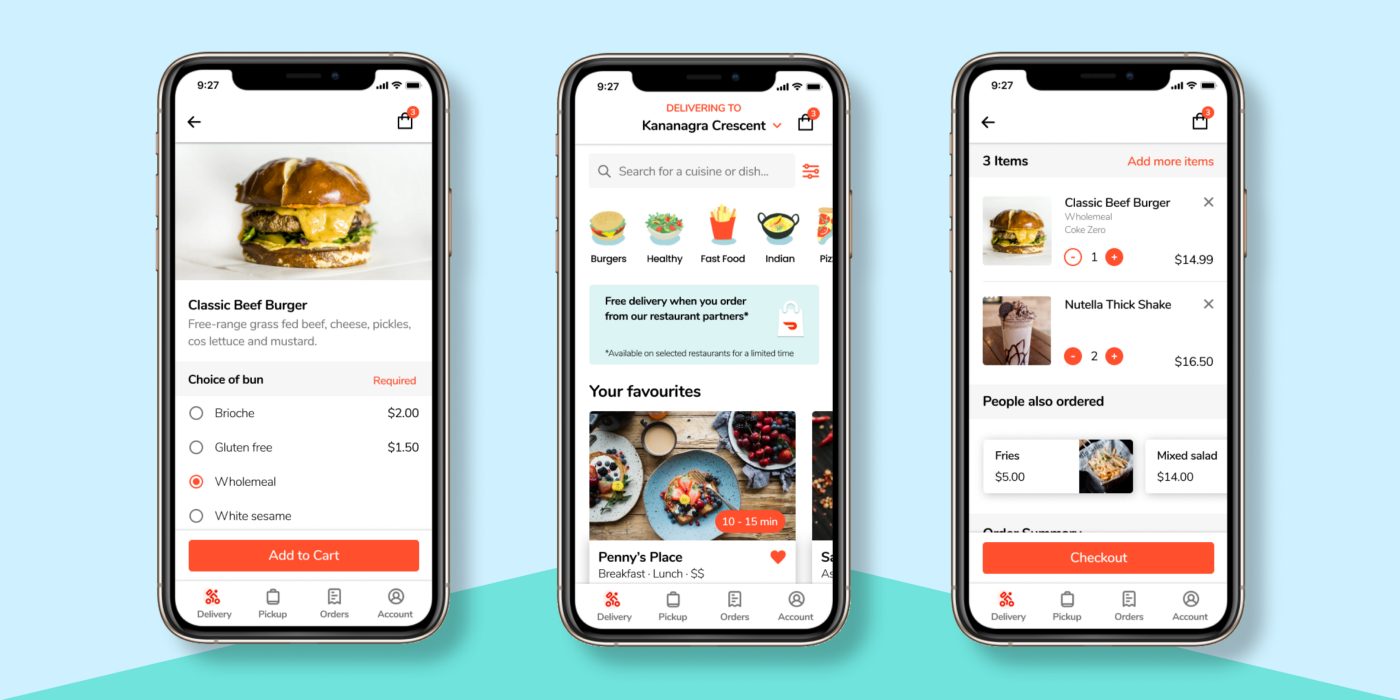 9:27
3
Classic Beef Burger
Free-range grass fed beef, cheese, pickles,
cos lettuce and mustard.
Choice of bun Required
Brioche $2.00
Gluten free $1.50
Wholemeal
White sesame
Add to Cart
Delivery Pickup Orders Account
9:27
DELIVERING TO
Kananagra Crescent
3
Search for a cuisine or dish...
Burgers Healthy Fast Food Indian Piz
Free delivery when you order
from our restaurant partners*
*Available on selected restaurants for a limited time
Your favourites
10 - 15 min
Penny's Place Sa
Breakfast · Lunch · $$ As
Delivery Pickup Orders Account
9:27
3
3 Items Add more items
Classic Beef Burger
Wholemeal
Coke Zero
- 1 + $14.99
Nutella Thick Shake
- 2 + $16.50
People also ordered
Fries Mixed salad
$5.00 $14.00
Order Summary
Checkout
Delivery Pickup Orders Account